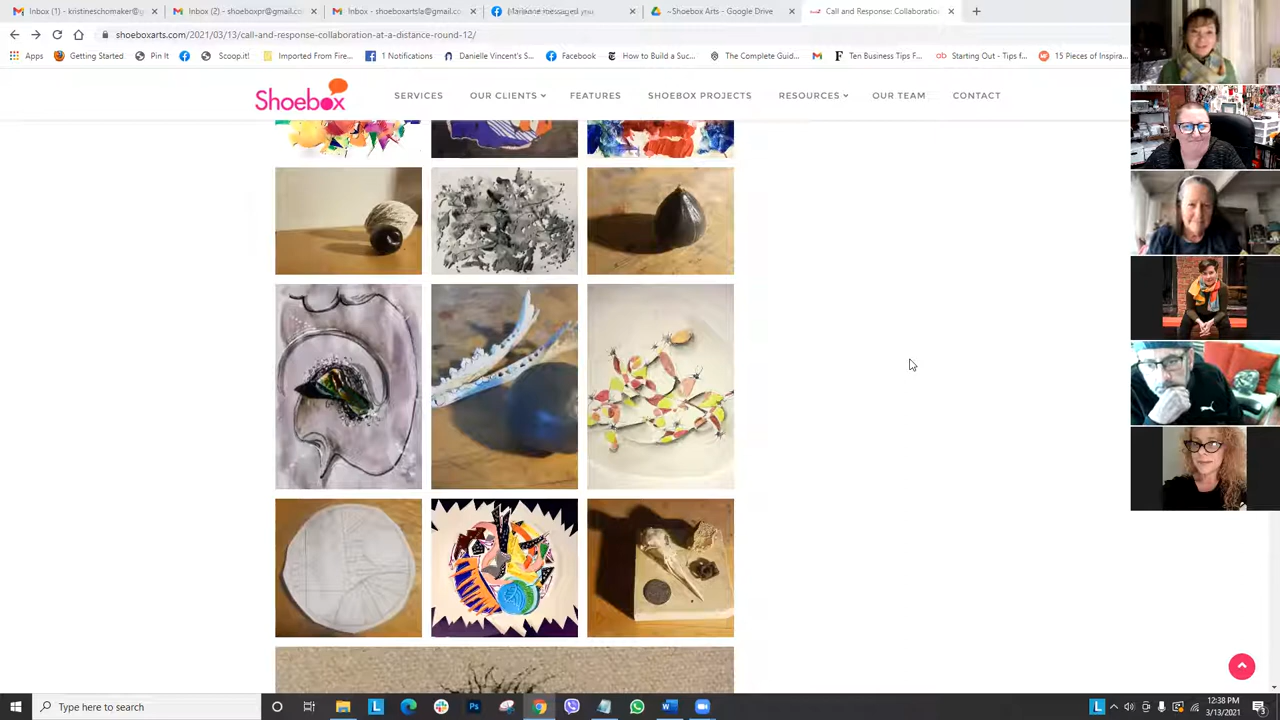 Inbox (1) - kristineschomaker@g
Inbox (2) - shoeboxpr@gmail.co
Inbox - shoeboxartsla@gmail.co
Mariane messaged you
~Shoebox Arts - Google Drive
Call and Response: Collaboratio
shoeboxarts.com/2021/03/13/call-and-response-collaboration-at-a-distance-round-12/
Apps Getting Started Pin It Scoop.it! Imported From Fire... 1 Notifications Danielle Vincent's S... Facebook How to Build a Suc... The Complete Guid... Ten Business Tips F... Starting Out - Tips f... 15 Pieces of Inspira...
Shoebox
SERVICES OUR CLIENTS FEATURES SHOEBOX PROJECTS RESOURCES OUR TEAM CONTACT
Type here to search
12:38 PM
3/13/2021